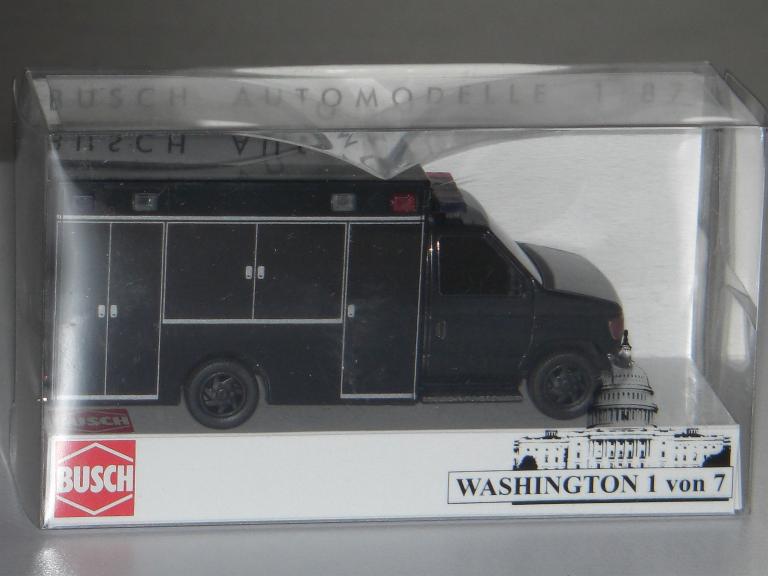 BUSCH AUTOMODELLE 1:87
BUSCH
BUSCH
WASHINGTON 1 von 7